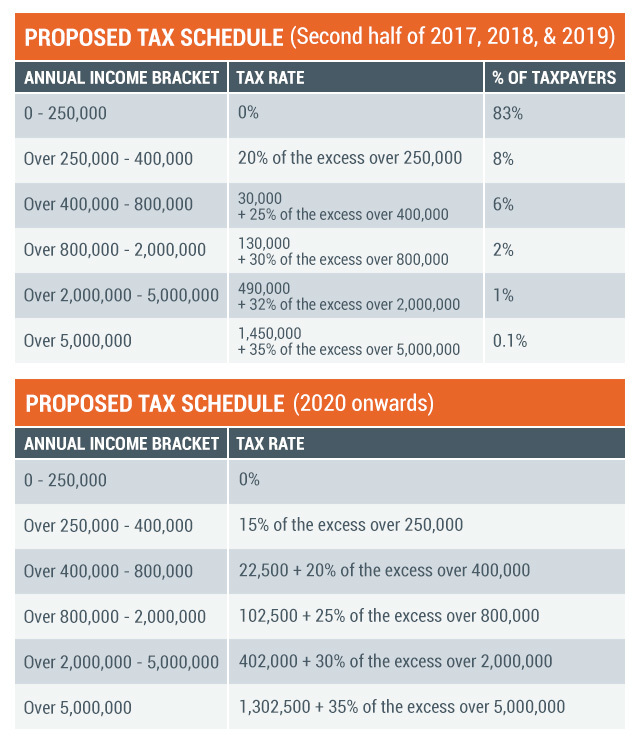 PROPOSED TAX SCHEDULE (Second half of 2017, 2018, & 2019)
ANNUAL INCOME BRACKET TAX RATE % OF TAXPAYERS
0 - 250,000 0% 83%
Over 250,000 - 400,000 20% of the excess over 250,000 8%
Over 400,000 - 800,000 30,000
+ 25% of the excess over 400,000 6%
Over 800,000 - 2,000,000 130,000
+ 30% of the excess over 800,000 2%
Over 2,000,000 - 5,000,000 490,000
+ 32% of the excess over 2,000,000 1%
Over 5,000,000 1,450,000
+ 35% of the excess over 5,000,000 0.1%
PROPOSED TAX SCHEDULE (2020 onwards)
ANNUAL INCOME BRACKET TAX RATE
0 - 250,000 0%
Over 250,000 - 400,000 15% of the excess over 250,000
Over 400,000 - 800,000 22,500 + 20% of the excess over 400,000
Over 800,000 - 2,000,000 102,500 + 25% of the excess over 800,000
Over 2,000,000 - 5,000,000 402,000 + 30% of the excess over 2,000,000
Over 5,000,000 1,302,500 + 35% of the excess over 5,000,000